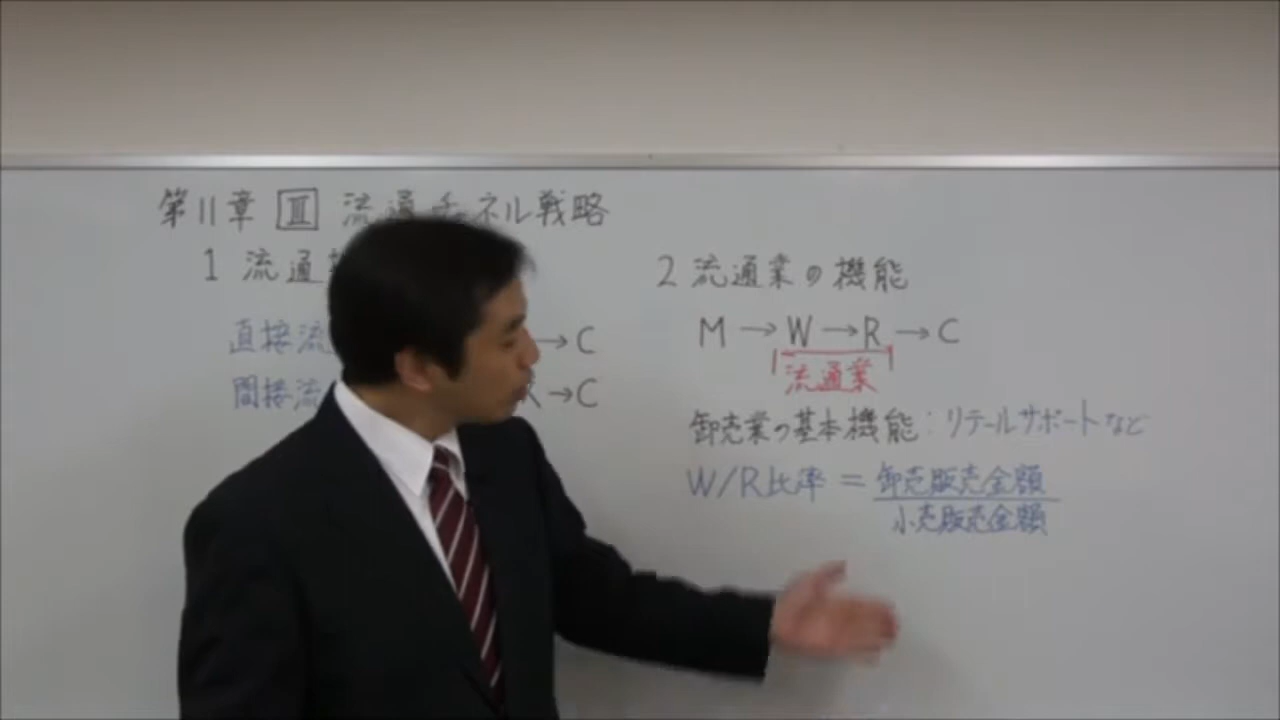 第11章 Ⅲ 流通チャネル戦略
1 流通
直接流 →C
間接流 →C
2 流通業の機能
M→W→R→C
流通業
卸売業の基本機能：リテールサポートなど
W/R比率 = 卸売販売金額
小売販売金額